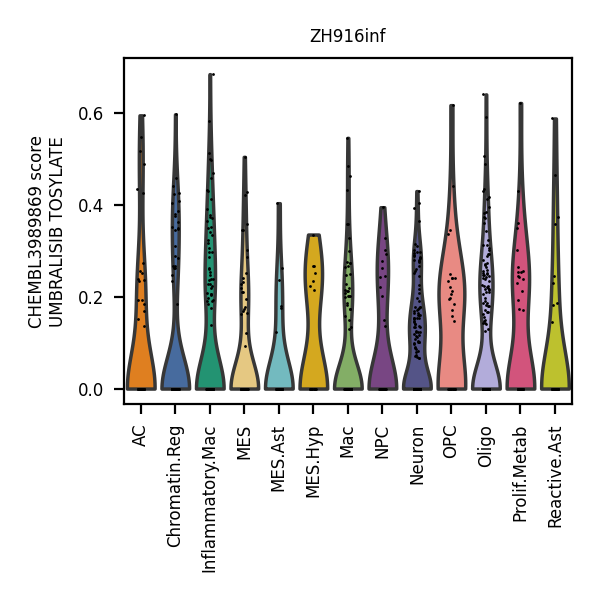 ZH916inf
CHEMBL3989869 score
UMBRALISIB TOSYLATE
0.6
0.4
0.2
0.0
AC
Chromatin.Reg
Inflammatory.Mac
MES
MES.Ast
MES.Hyp
Mac
NPC
Neuron
OPC
Oligo
Prolif.Metab
Reactive.Ast